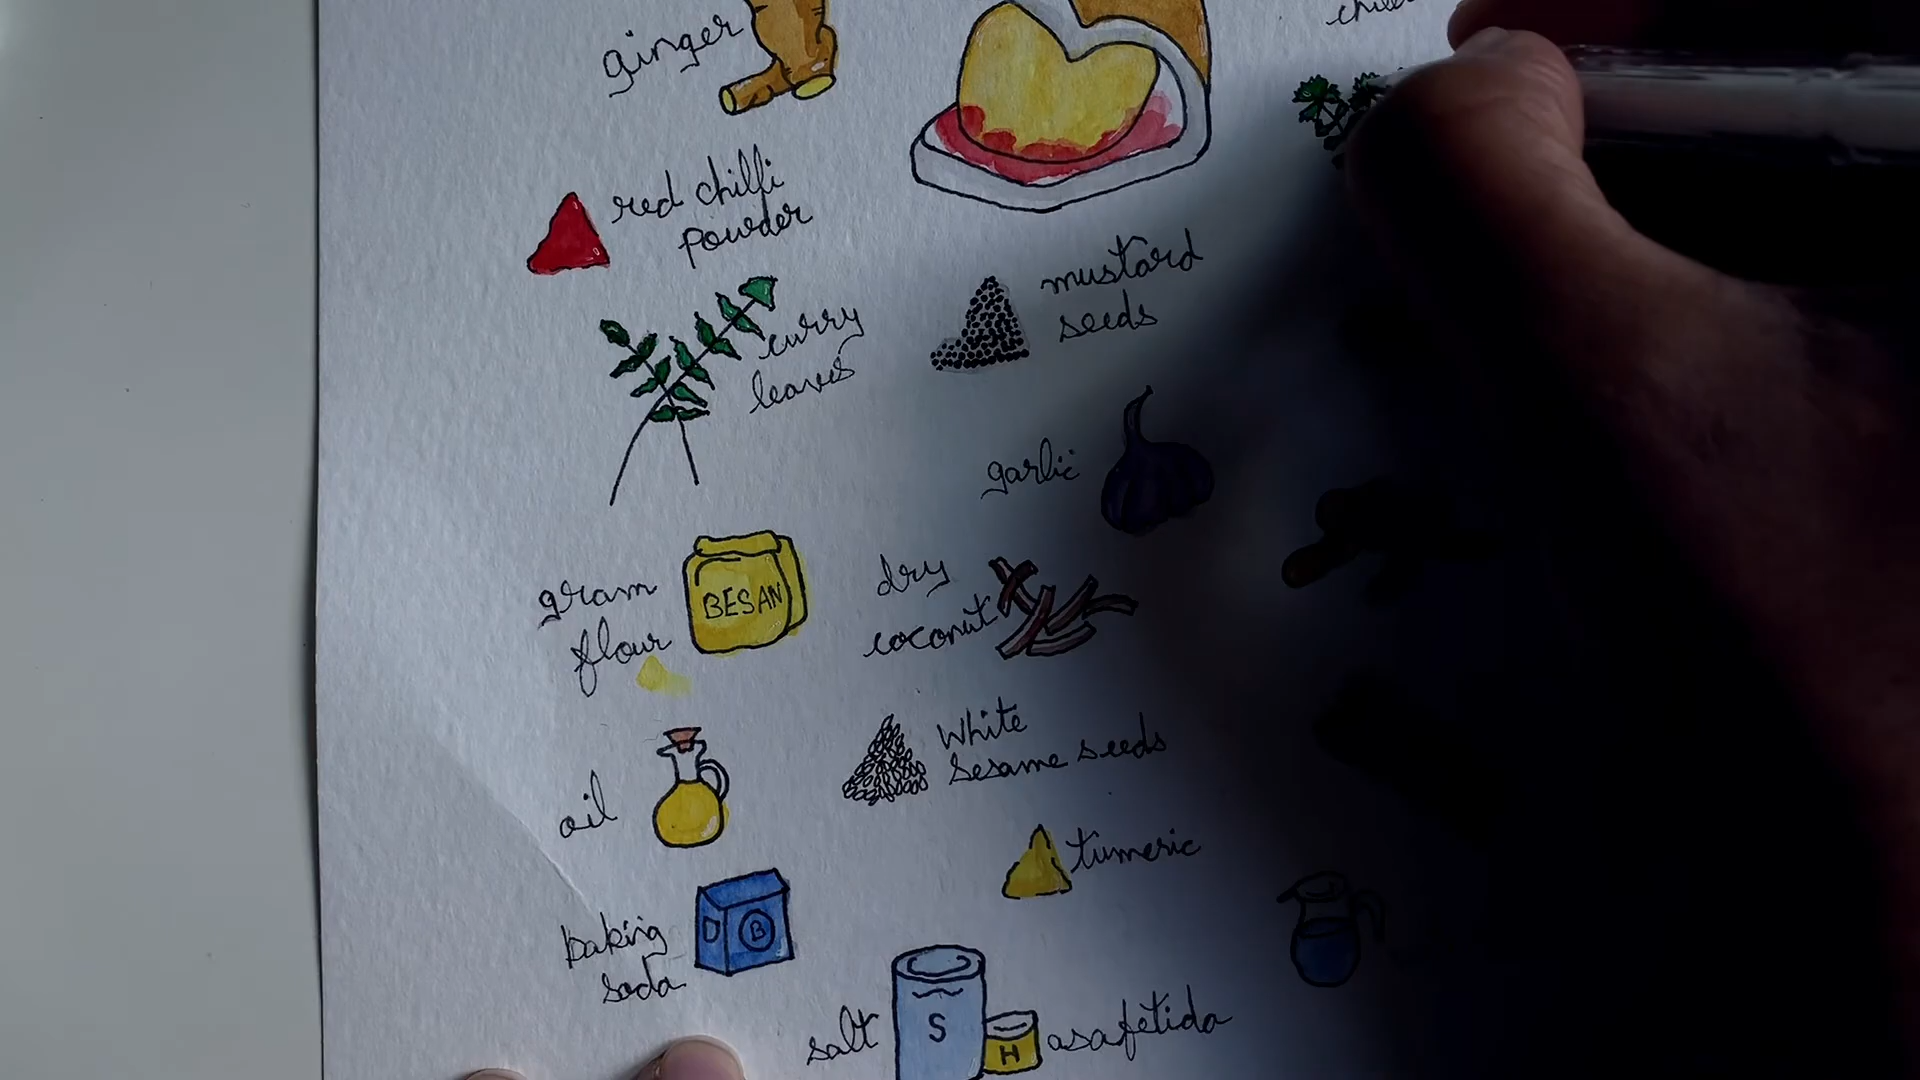 ginger
red chilli
powder
curry
leaves
mustard
seeds
garlic
gram
flour
BESAN
dry
coconut
oil
White
sesame seeds
tumeric
baking
soda
B
salt
S
H
asafetida